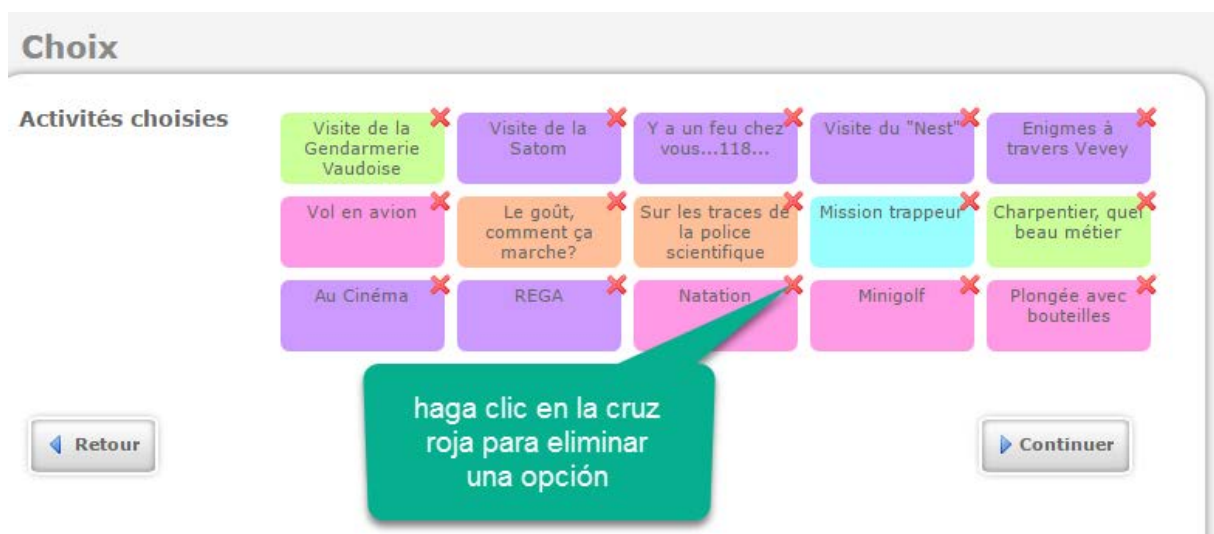 Choix
Activités choisies
Visite de la
Gendarmerie
Vaudoise
Visite de la
Satom
Y a un feu chez
vous...118...
Visite du "Nest"
Enigmes à
travers Vevey
Vol en avion
Le goût,
comment ça
marche?
Sur les traces de
la police
scientifique
Mission trappeur
Charpentier, quel
beau métier
Au Cinéma
REGA
Natation
Minigolf
Plongée avec
bouteilles
haga clic en la cruz
roja para eliminar
una opción
Retour
Continuer